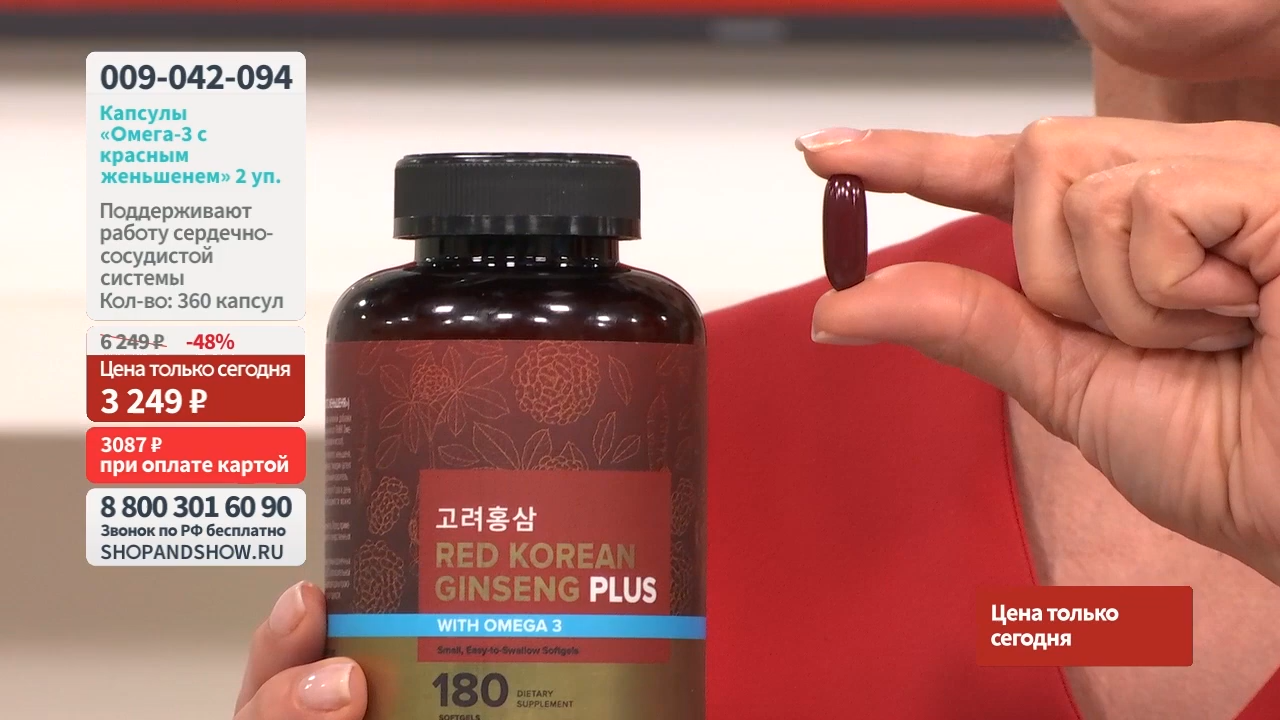 009-042-094
Капсулы
«Омега-3 с
красным
женьшенем» 2 уп.
Поддерживают
работу сердечно-
сосудистой
системы
Кол-во: 360 капсул
6 249 ₽ -48%
Цена только сегодня
3 249 ₽
3087 ₽
при оплате картой
8 800 301 60 90
Звонок по РФ бесплатно
SHOPANDSHOW.RU
고려홍삼
RED KOREAN
GINSENG PLUS
WITH OMEGA 3
Small, Easy-to-Swallow Softgels
180 DIETARY
SUPPLEMENT
SOFTGELS
Цена только
сегодня